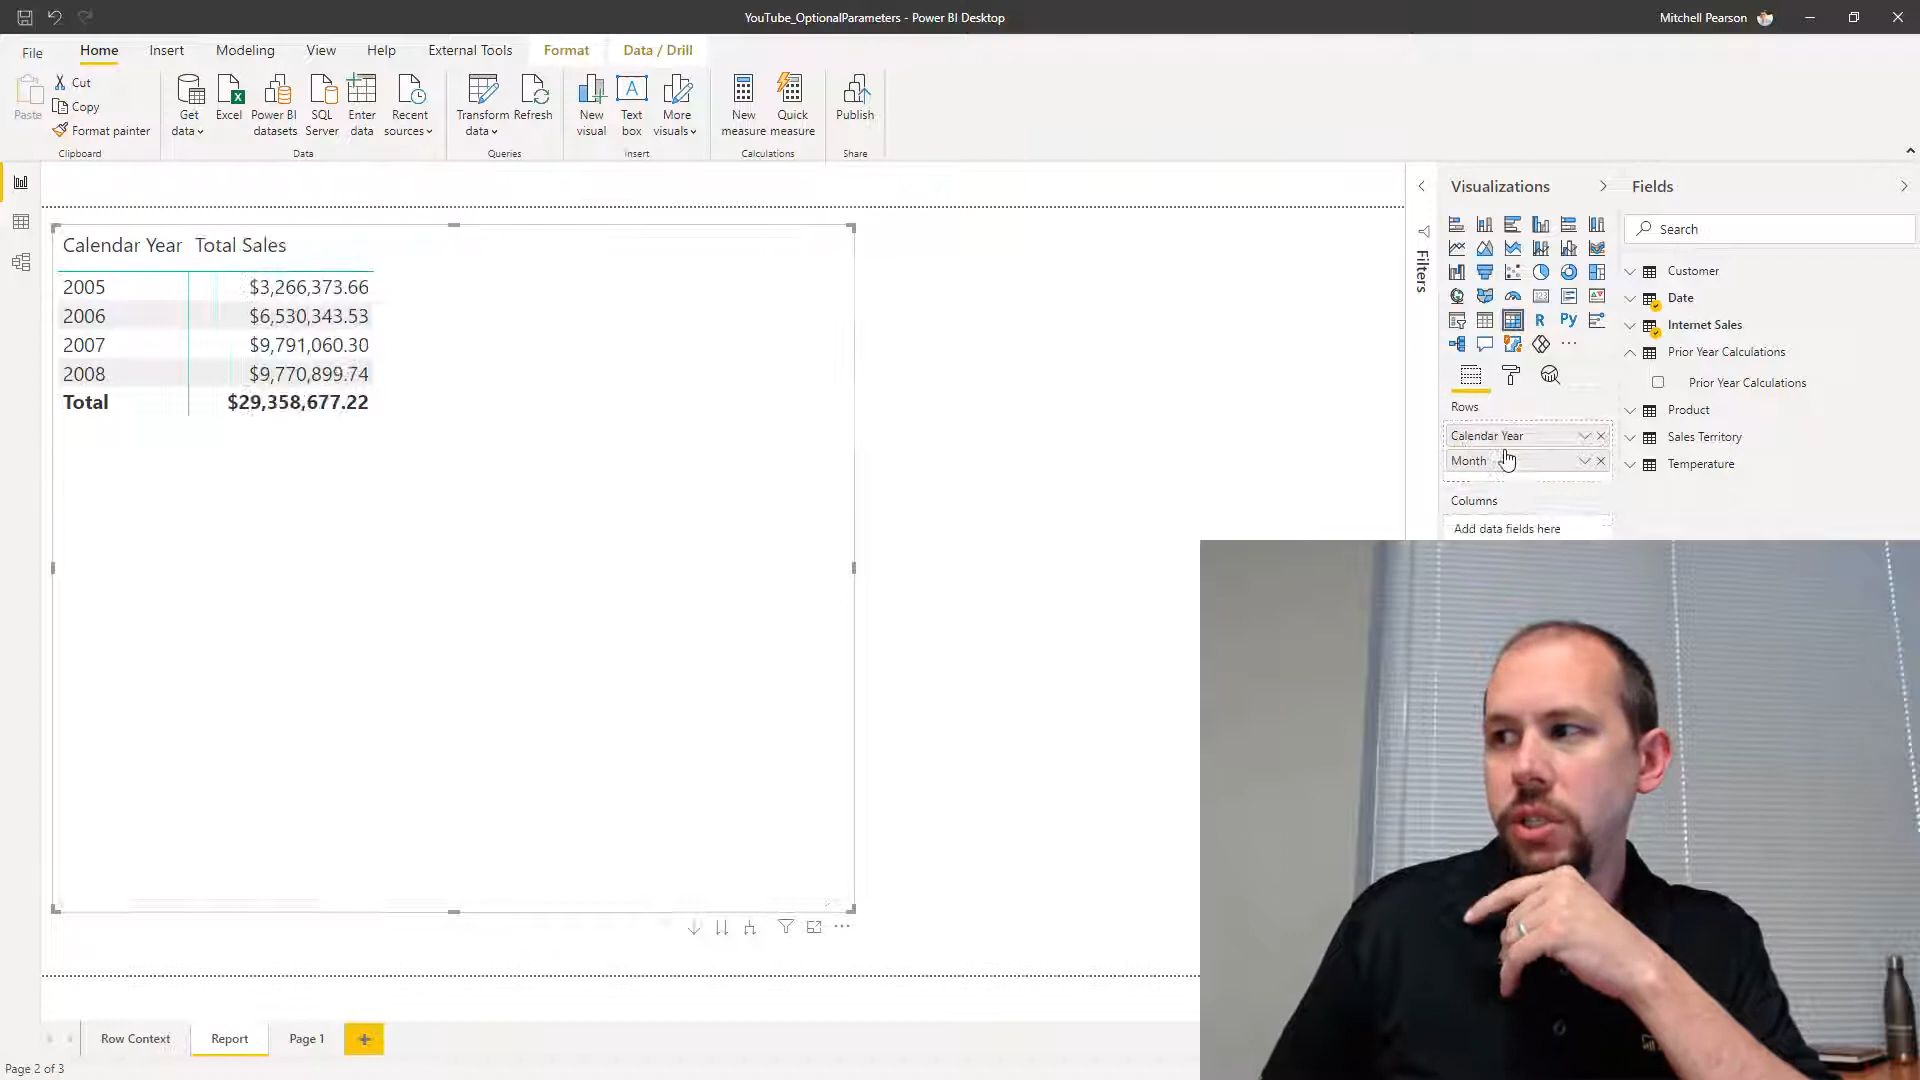 YouTube_OptionalParameters - Power BI Desktop
Mitchell Pearson
File
Home
Insert
Modeling
View
Help
External Tools
Format
Data / Drill
Paste
Cut
Copy
Format painter
Clipboard
Get data
Excel
Power BI datasets
SQL Server
Enter data
Recent sources
Data
Transform data
Refresh
Queries
New visual
Text box
More visuals
Insert
New measure
Quick measure
Calculations
Publish
Share
Calendar Year Total Sales
2005 $3,266,373.66
2006 $6,530,343.53
2007 $9,791,060.30
2008 $9,770,899.74
Total $29,358,677.22
Filters
Visualizations
R
Py
Rows
Calendar Year
Month
Columns
Add data fields here
Fields
Search
Customer
Date
Internet Sales
Prior Year Calculations
Prior Year Calculations
Product
Sales Territory
Temperature
Row Context
Report
Page 1
Page 2 of 3